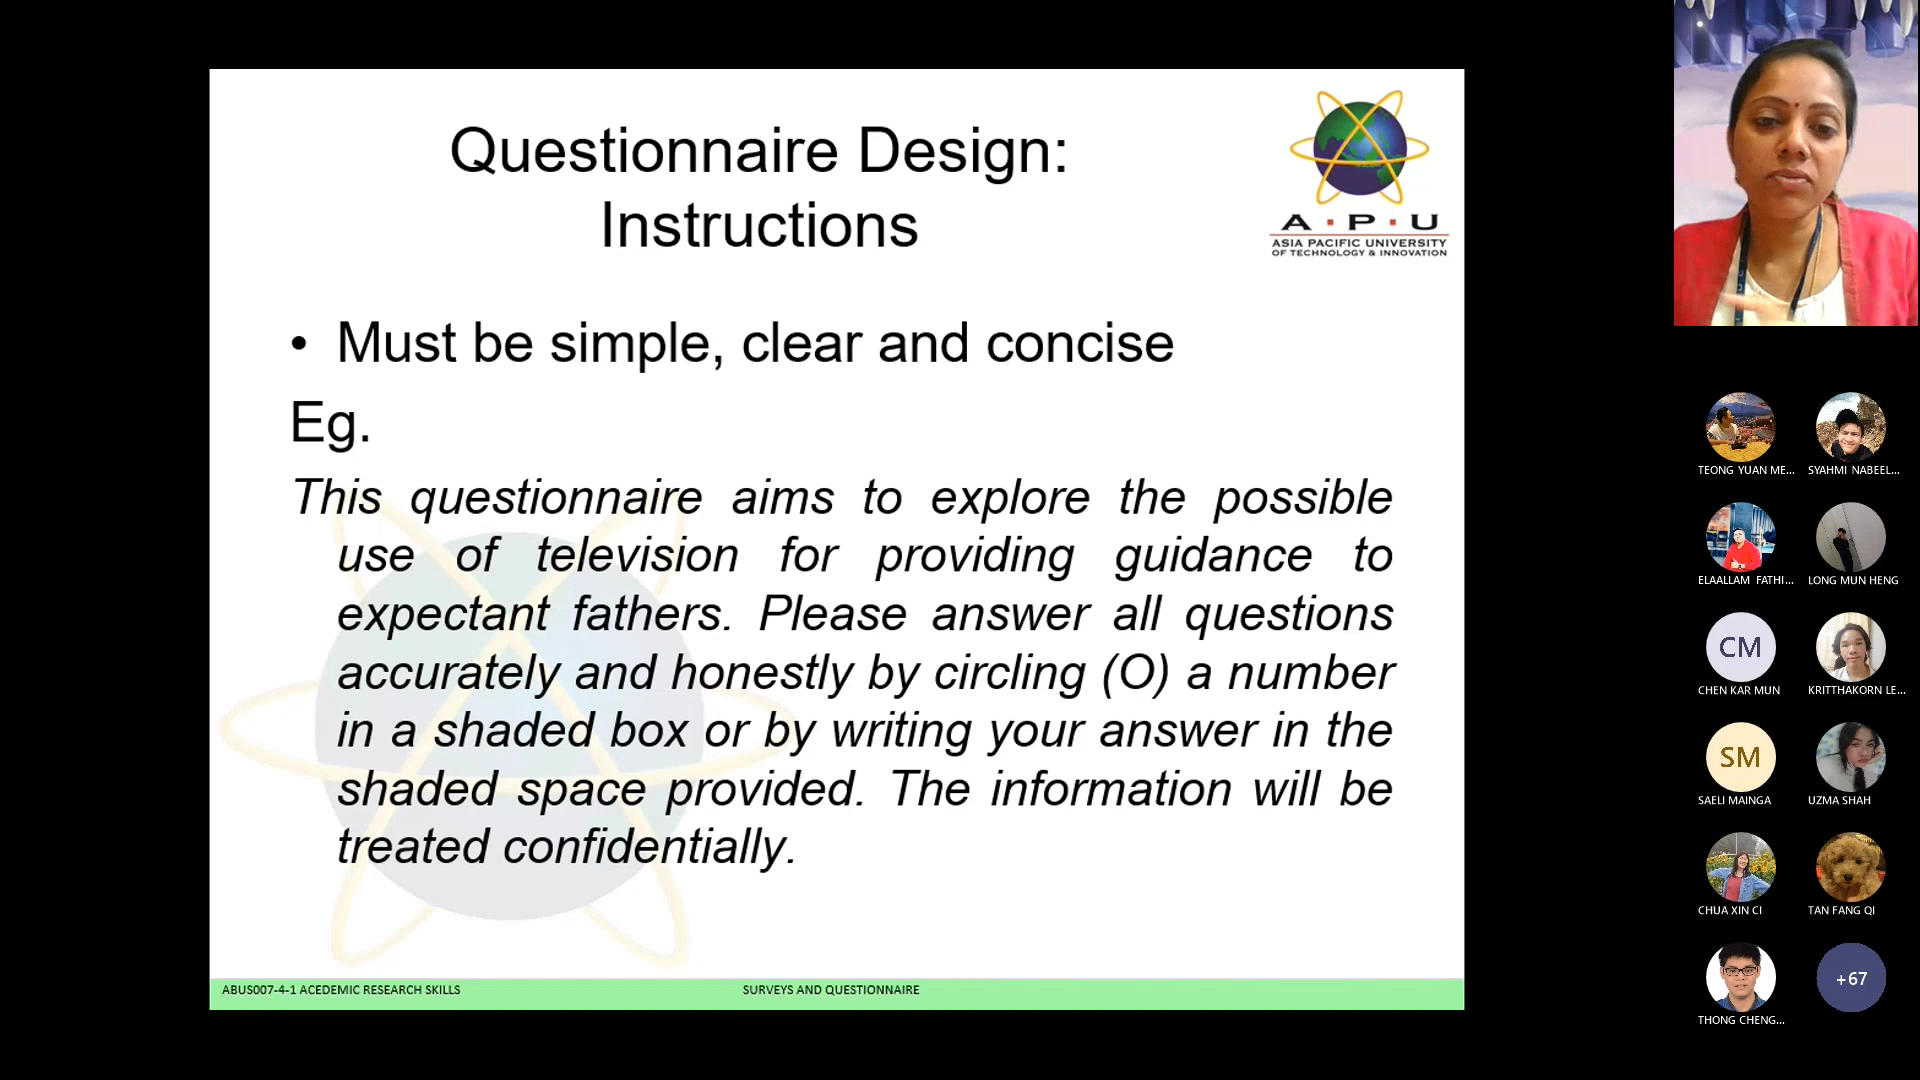 Questionnaire Design:
Instructions
A·P·U
ASIA PACIFIC UNIVERSITY
OF TECHNOLOGY & INNOVATION
• Must be simple, clear and concise
Eg.
This questionnaire aims to explore the possible
use of television for providing guidance to
expectant fathers. Please answer all questions
accurately and honestly by circling (O) a number
in a shaded box or by writing your answer in the
shaded space provided. The information will be
treated confidentially.
ABUS007-4-1 ACEDEMIC RESEARCH SKILLS
SURVEYS AND QUESTIONNAIRE
TEONG YUAN ME...
SYAHMI NABEEL...
ELAALLAM FATHI...
LONG MUN HENG
CM
CHEN KAR MUN
KRITTHAKORN LE...
SM
SAELI MAINGA
UZMA SHAH
CHUA XIN CI
TAN FANG QI
THONG CHENG...
+67